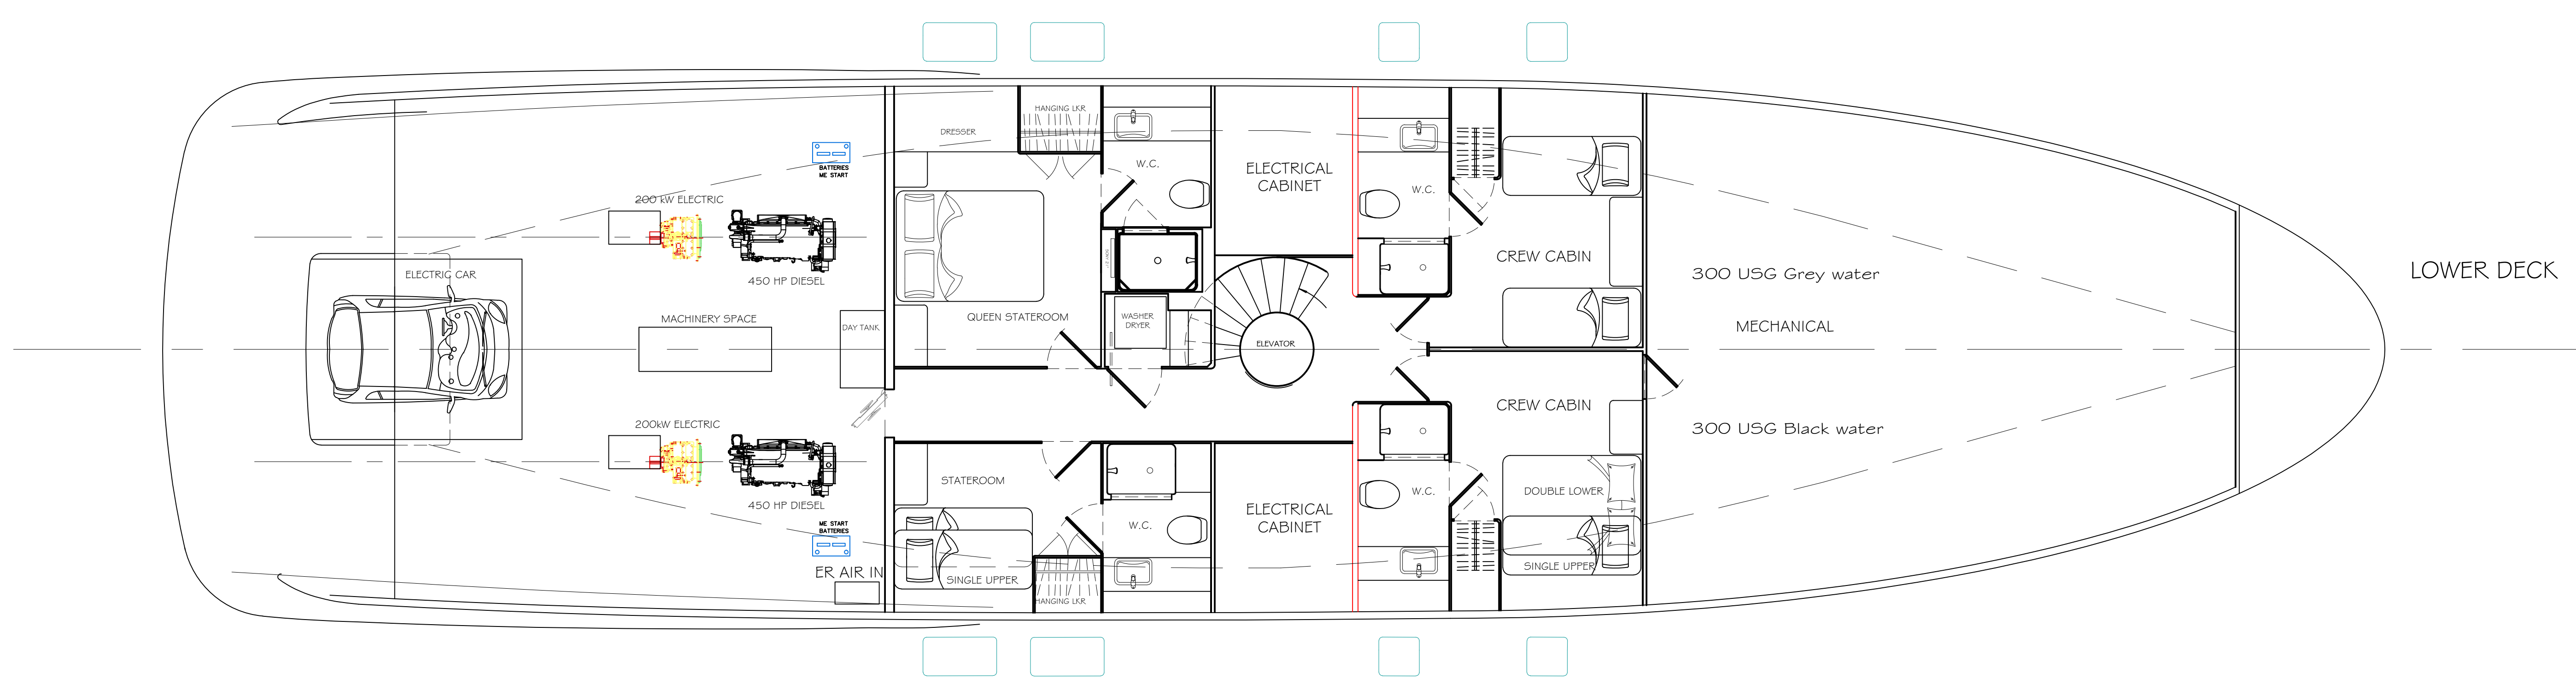 HANGING LKR
DRESSER
BATTERIES
ME START
W.C.
ELECTRICAL
CABINET
W.C.
200 kW ELECTRIC
450 HP DIESEL
CREW CABIN
ELECTRIC CAR
300 USG Grey water
LOWER DECK
MACHINERY SPACE
DAY TANK
QUEEN STATEROOM
WASHER
DRYER
ELEVATOR
MECHANICAL
200kW ELECTRIC
450 HP DIESEL
STATEROOM
CREW CABIN
300 USG Black water
ME START
BATTERIES
ER AIR IN
SINGLE UPPER
HANGING LKR
W.C.
ELECTRICAL
CABINET
W.C.
DOUBLE LOWER
SINGLE UPPER